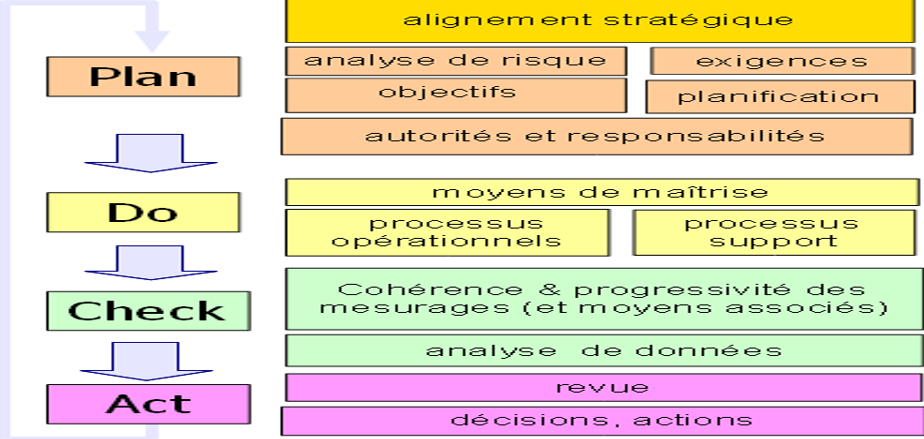 alignement stratégique
Plan
analyse de risque
exigences
objectifs
planification
autorités et responsabilités
Do
moyens de maîtrise
processus
opérationnels
processus
support
Check
Cohérence & progressivité des
mesurages (et moyens associés)
analyse de données
Act
revue
décisions, actions